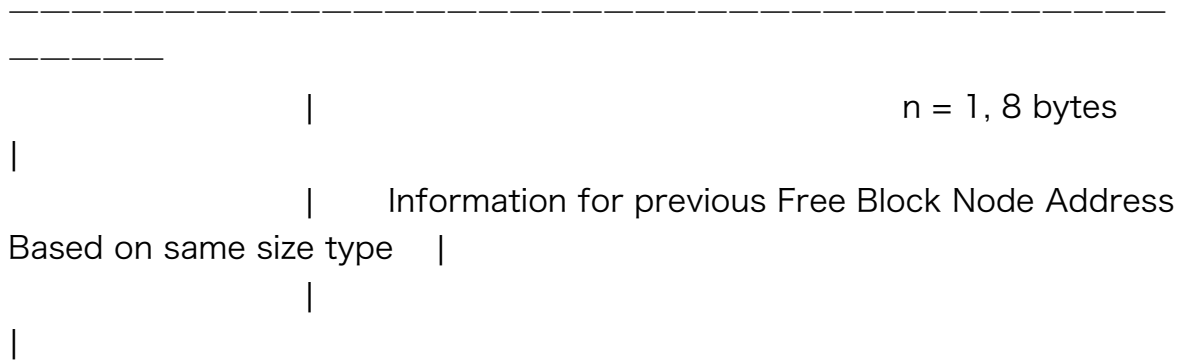 —————————————————————————————————————
—————
| n = 1, 8 bytes
|
| Information for previous Free Block Node Address
Based on same size type |
|
|